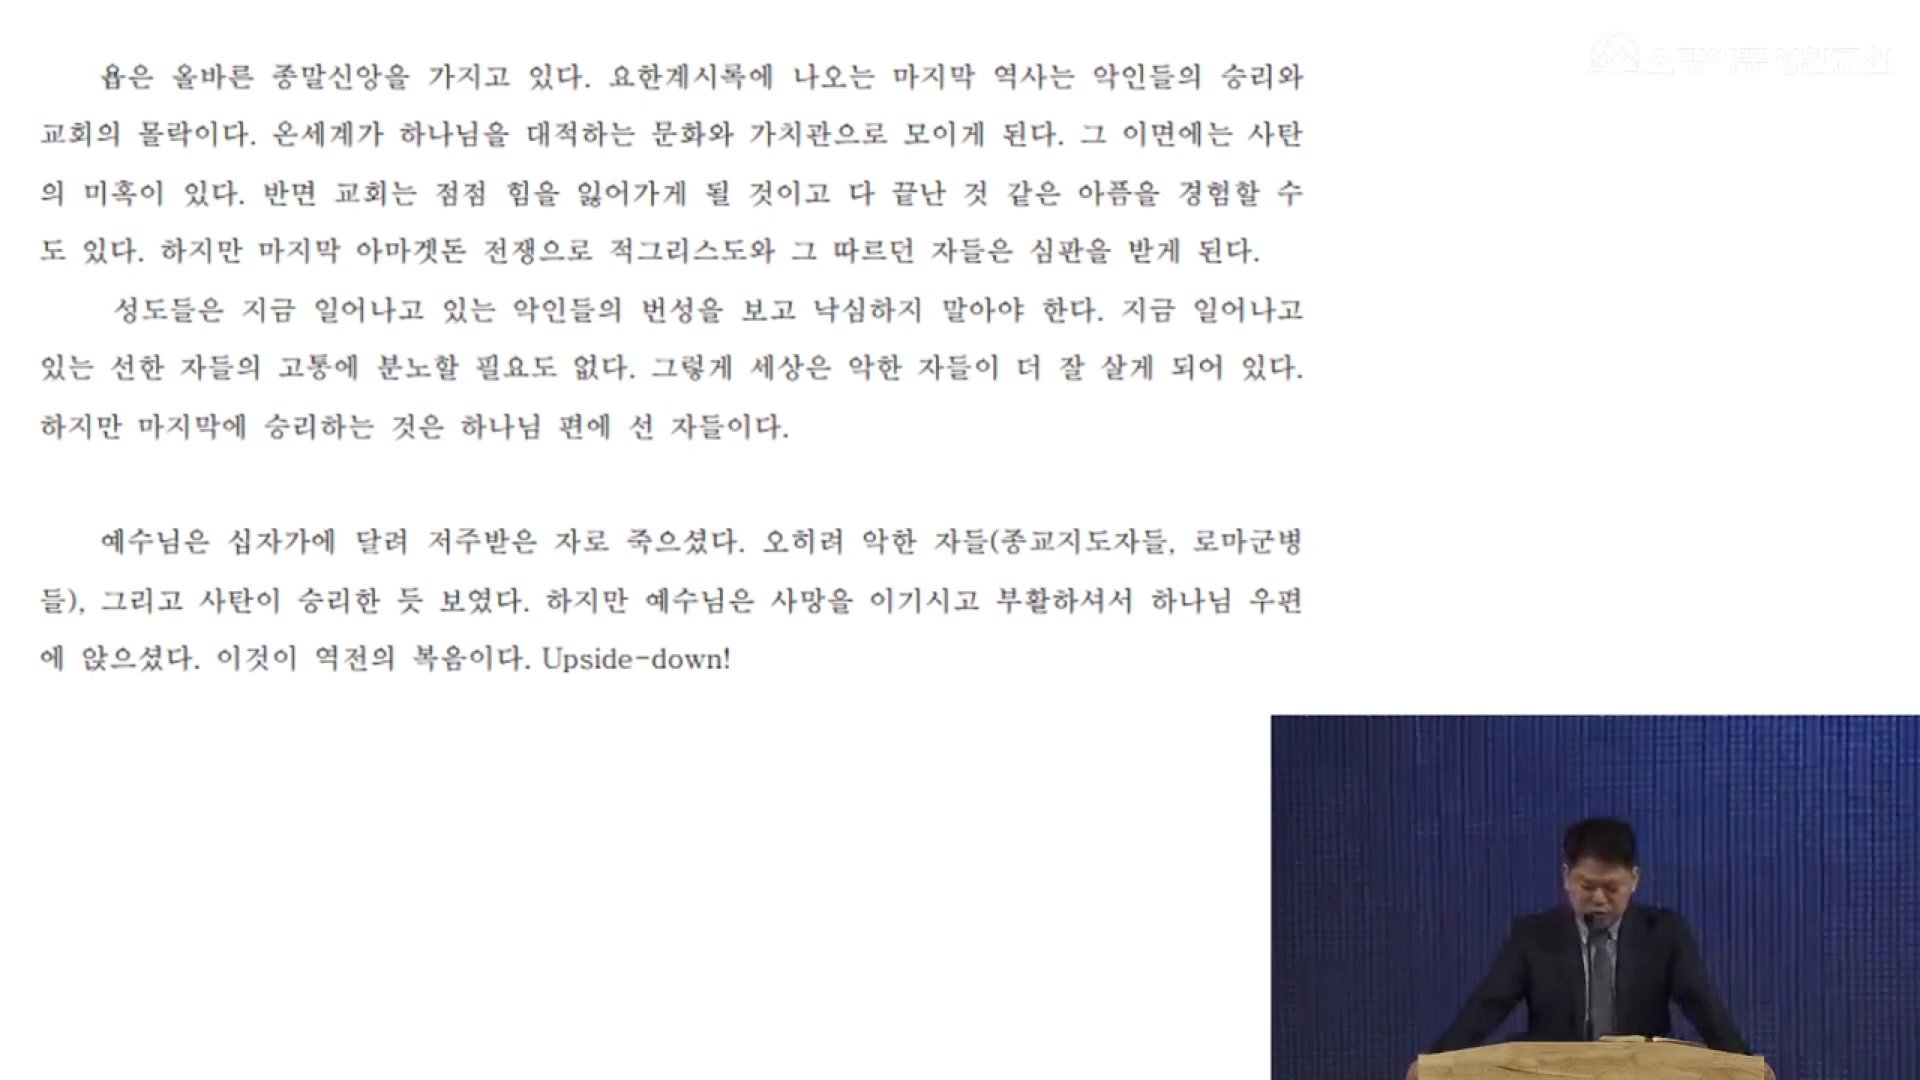 욥은 올바른 종말신앙을 가지고 있다. 요한계시록에 나오는 마지막 역사는 악인들의 승리와
교회의 몰락이다. 온세계가 하나님을 대적하는 문화와 가치관으로 모이게 된다. 그 이면에는 사탄
의 미혹이 있다. 반면 교회는 점점 힘을 잃어가게 될 것이고 다 끝난 것 같은 아픔을 경험할 수
도 있다. 하지만 마지막 아마겟돈 전쟁으로 적그리스도와 그 따르던 자들은 심판을 받게 된다.
성도들은 지금 일어나고 있는 악인들의 번성을 보고 낙심하지 말아야 한다. 지금 일어나고
있는 선한 자들의 고통에 분노할 필요도 없다. 그렇게 세상은 악한 자들이 더 잘 살게 되어 있다.
하지만 마지막에 승리하는 것은 하나님 편에 선 자들이다.
예수님은 십자가에 달려 저주받은 자로 죽으셨다. 오히려 악한 자들(종교지도자들, 로마군병
들), 그리고 사탄이 승리한 듯 보였다. 하지만 예수님은 사망을 이기시고 부활하셔서 하나님 우편
에 앉으셨다. 이것이 역전의 복음이다. Upside-down!